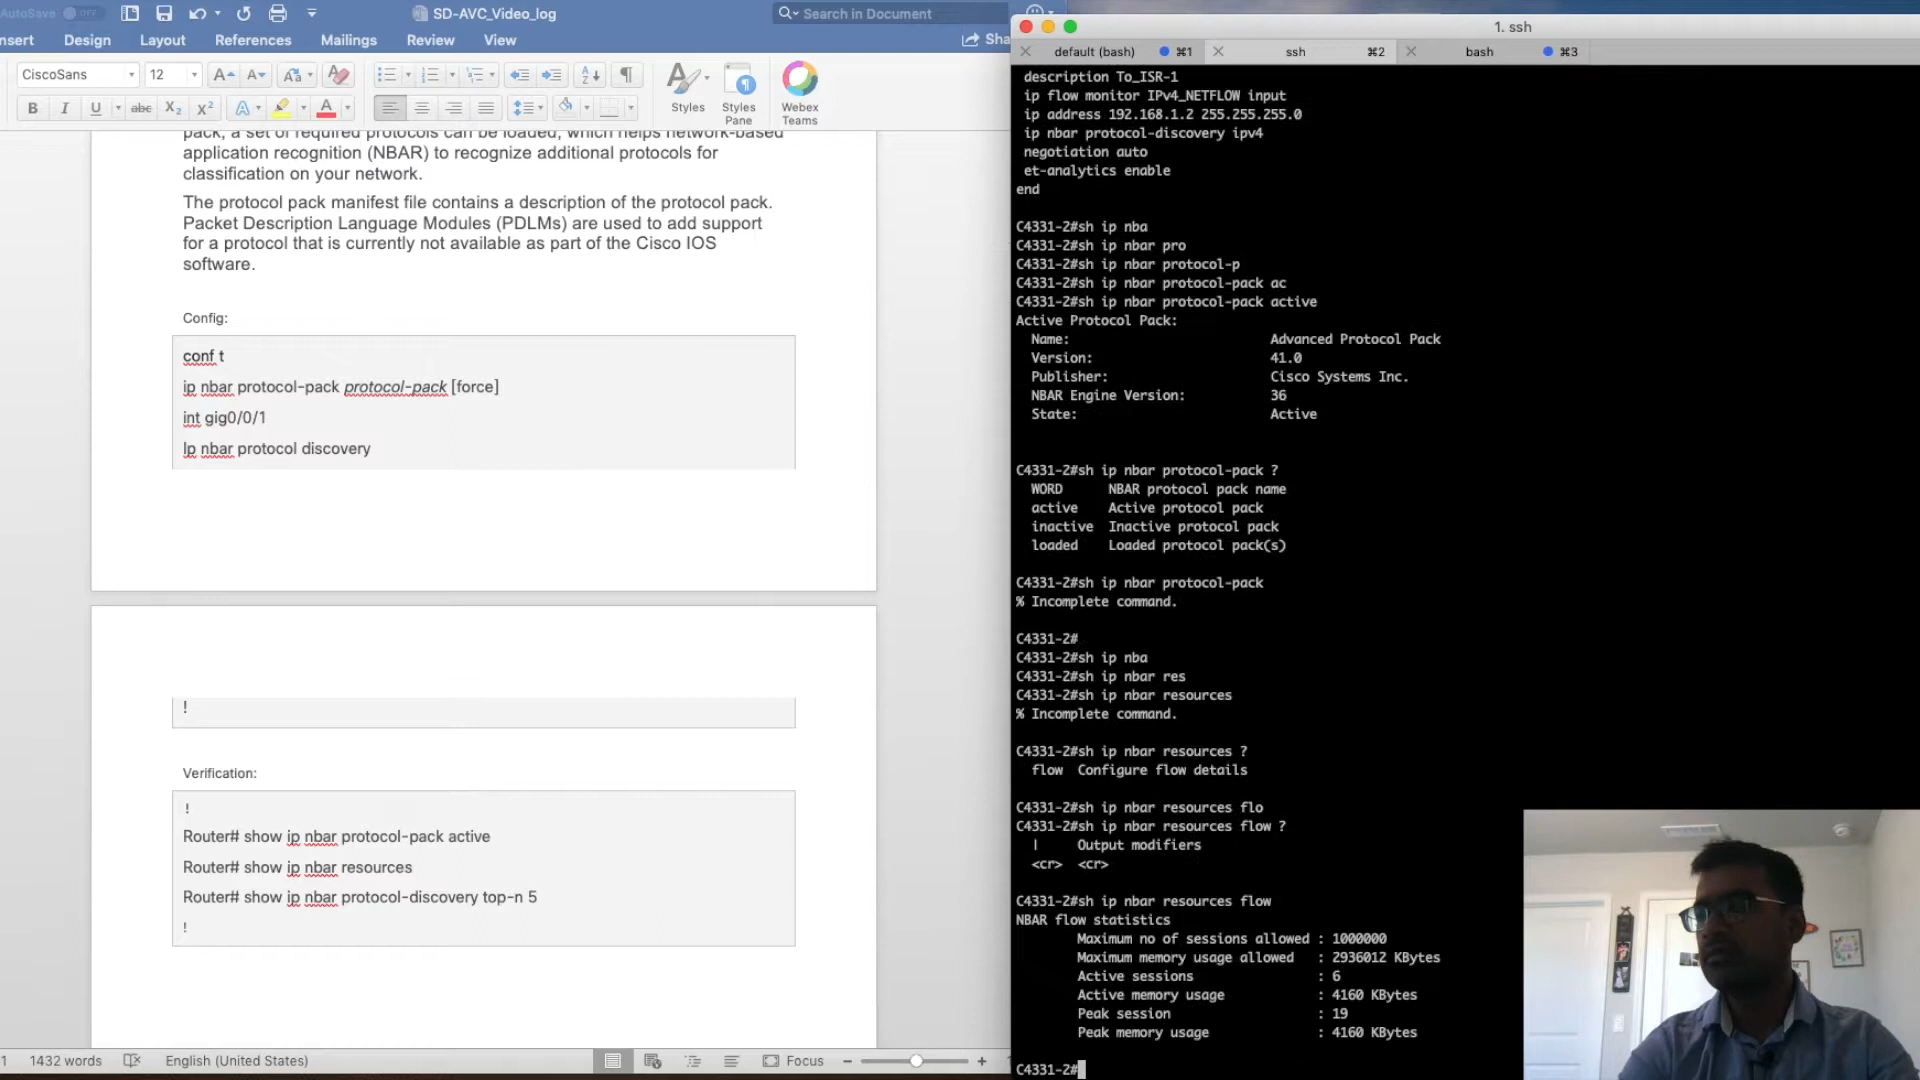 AutoSave OFF
SD-AVC_Video_log
Search in Document
nsert Design Layout References Mailings Review View
Sha
CiscoSans 12
Styles
Styles Pane
Webex Teams
pack, a set of required protocols can be loaded, which helps network-based
application recognition (NBAR) to recognize additional protocols for
classification on your network.
The protocol pack manifest file contains a description of the protocol pack.
Packet Description Language Modules (PDLMs) are used to add support
for a protocol that is currently not available as part of the Cisco IOS
software.
Config:
conf t
ip nbar protocol-pack protocol-pack [force]
int gig0/0/1
Ip nbar protocol discovery
!
Verification:
!
Router# show ip nbar protocol-pack active
Router# show ip nbar resources
Router# show ip nbar protocol-discovery top-n 5
!
1 1432 words English (United States) Focus
1. ssh
default (bash) ⌘1 ssh ⌘2 bash ⌘3
description To_ISR-1
ip flow monitor IPv4_NETFLOW input
ip address 192.168.1.2 255.255.255.0
ip nbar protocol-discovery ipv4
negotiation auto
et-analytics enable
end
C4331-2#sh ip nba
C4331-2#sh ip nbar pro
C4331-2#sh ip nbar protocol-p
C4331-2#sh ip nbar protocol-pack ac
C4331-2#sh ip nbar protocol-pack active
Active Protocol Pack:
Name: Advanced Protocol Pack
Version: 41.0
Publisher: Cisco Systems Inc.
NBAR Engine Version: 36
State: Active
C4331-2#sh ip nbar protocol-pack ?
WORD NBAR protocol pack name
active Active protocol pack
inactive Inactive protocol pack
loaded Loaded protocol pack(s)
C4331-2#sh ip nbar protocol-pack
% Incomplete command.
C4331-2#
C4331-2#sh ip nba
C4331-2#sh ip nbar res
C4331-2#sh ip nbar resources
% Incomplete command.
C4331-2#sh ip nbar resources ?
flow Configure flow details
C4331-2#sh ip nbar resources flo
C4331-2#sh ip nbar resources flow ?
| Output modifiers
<cr> <cr>
C4331-2#sh ip nbar resources flow
NBAR flow statistics
Maximum no of sessions allowed : 1000000
Maximum memory usage allowed : 2936012 KBytes
Active sessions : 6
Active memory usage : 4160 KBytes
Peak session : 19
Peak memory usage : 4160 KBytes
C4331-2#